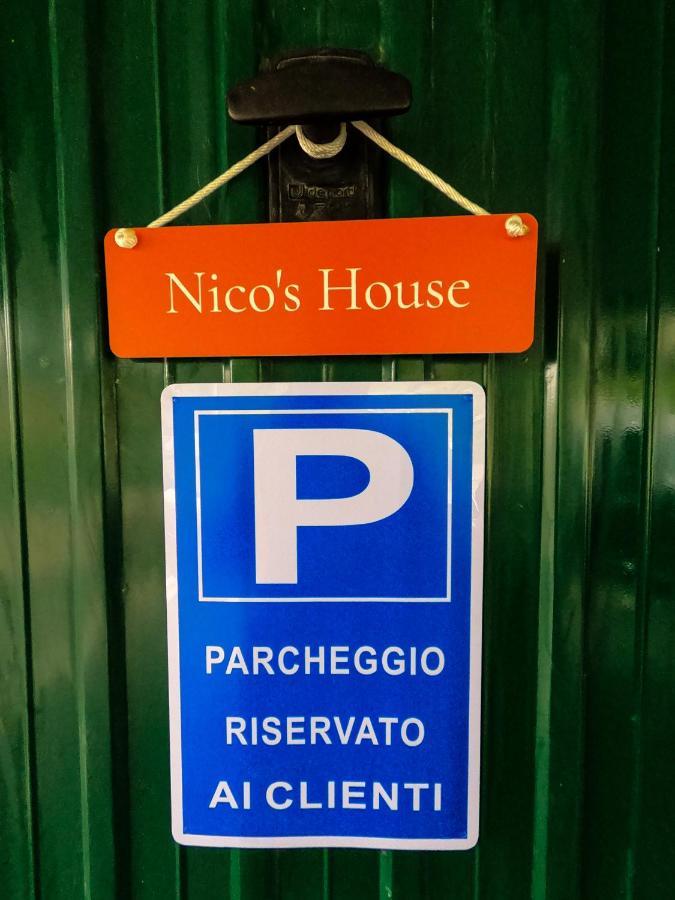 Nico's House
P
PARCHEGGIO
RISERVATO
AI CLIENTI